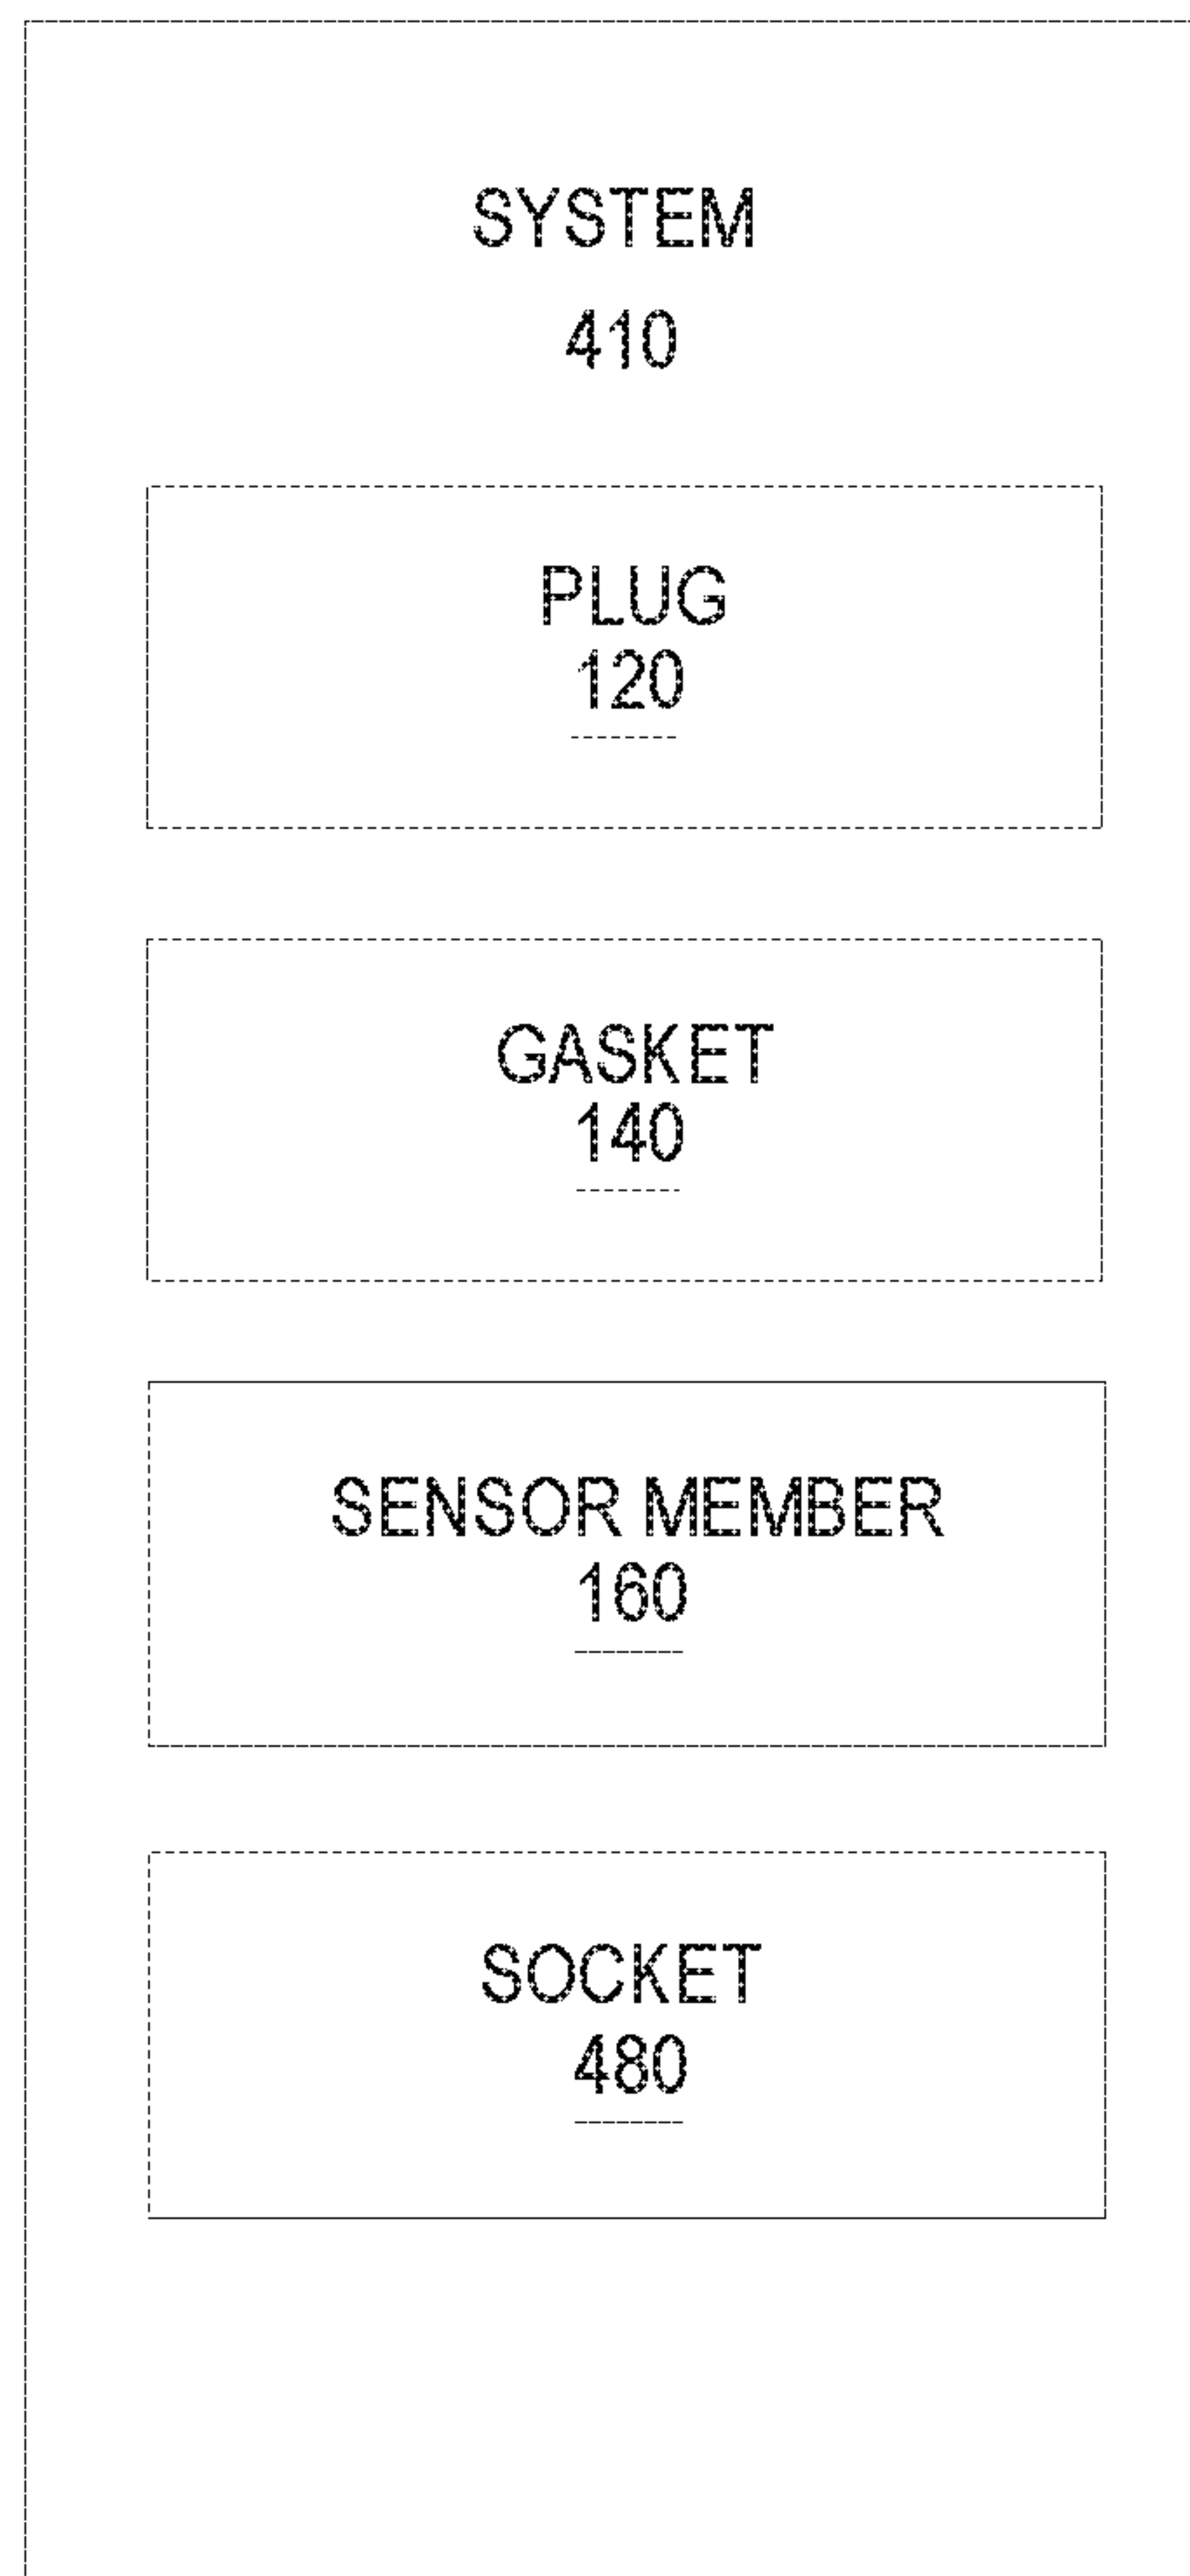 SYSTEM
410
PLUG
120
GASKET
140
SENSOR MEMBER
160
SOCKET
480